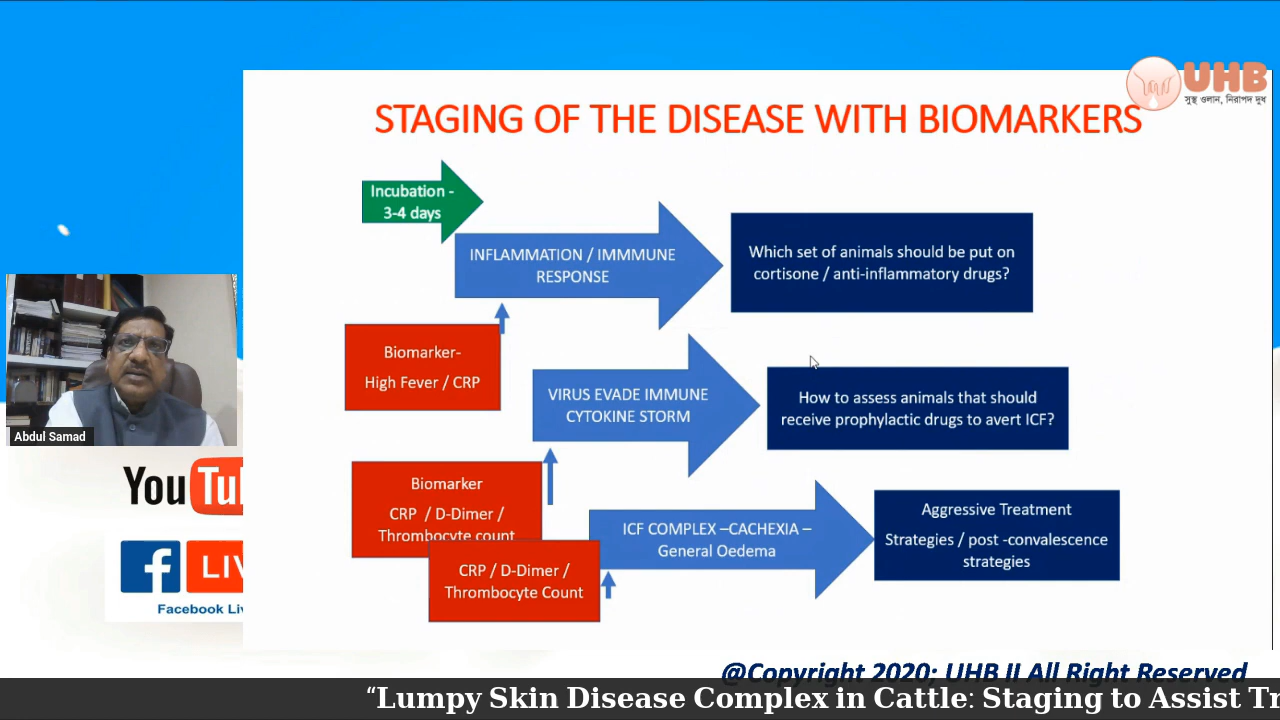 UHB
সুস্থ ওলান, নিরাপদ দুধ
STAGING OF THE DISEASE WITH BIOMARKERS
Incubation -
3-4 days
INFLAMMATION / IMMMUNE
RESPONSE
Which set of animals should be put on
cortisone / anti-inflammatory drugs?
Biomarker-
High Fever / CRP
VIRUS EVADE IMMUNE
CYTOKINE STORM
How to assess animals that should
receive prophylactic drugs to avert ICF?
Biomarker
CRP / D-Dimer /
Thrombocyte count
ICF COMPLEX –CACHEXIA –
General Oedema
Aggressive Treatment
Strategies / post -convalescence
strategies
CRP / D-Dimer /
Thrombocyte Count
Abdul Samad
You Tu
LIV
Facebook Liv
@Copyright 2020; UHB II All Right Reserved
“Lumpy Skin Disease Complex in Cattle: Staging to Assist Tr